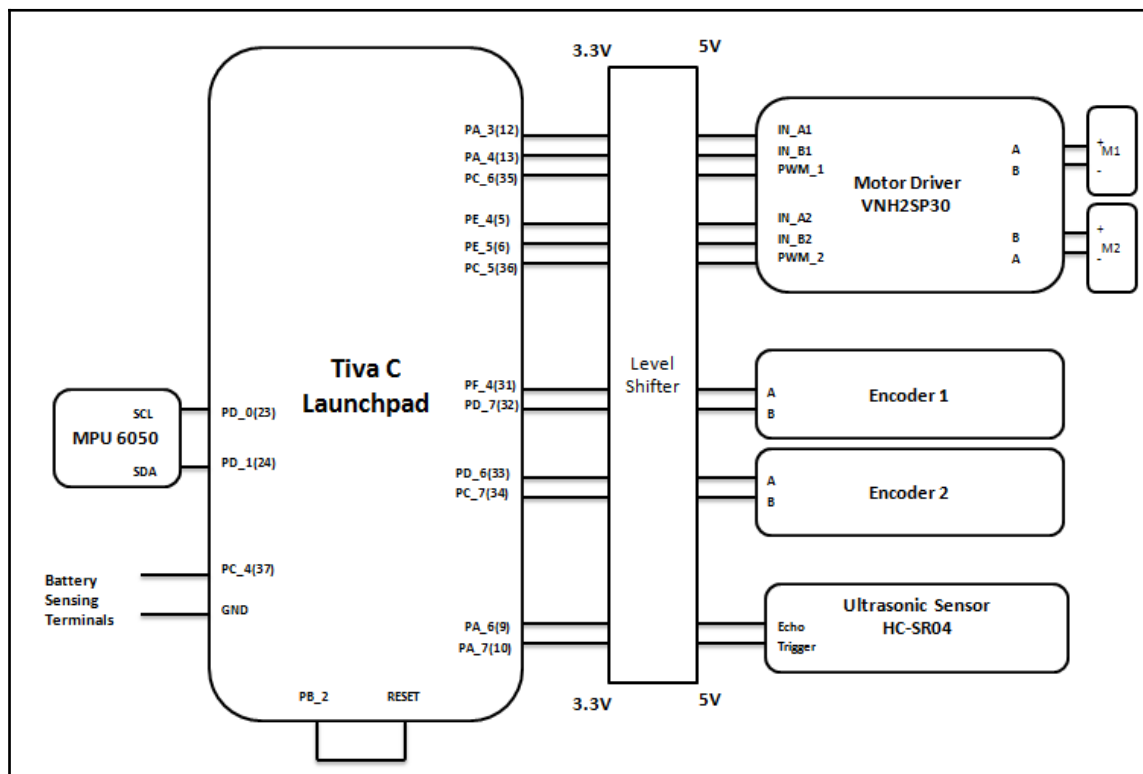 3.3V
5V
PA_3(12)
PA_4(13)
PC_6(35)
PE_4(5)
PE_5(6)
PC_5(36)
IN_A1
IN_B1
PWM_1
IN_A2
IN_B2
PWM_2
Motor Driver
VNH2SP30
A
B
B
A
+
M1
-
+
M2
-
Tiva C
Launchpad
Level
Shifter
PF_4(31)
PD_7(32)
A
B
Encoder 1
SCL
MPU 6050
SDA
PD_0(23)
PD_1(24)
PD_6(33)
PC_7(34)
A
B
Encoder 2
Battery
Sensing
Terminals
PC_4(37)
GND
PA_6(9)
PA_7(10)
Echo
Trigger
Ultrasonic Sensor
HC-SR04
PB_2
RESET
3.3V
5V